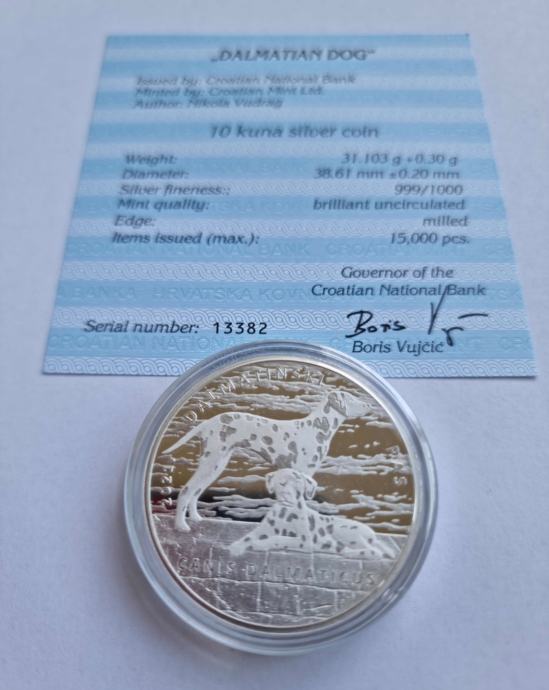 „DALMATIAN DOG“
Issued by: Croatian National Bank
Minted by: Croatian Mint Ltd.
Author: Nikola Vudrag
10 kuna silver coin
Weight: 31.103 g +0.30 g
Diameter: 38.61 mm ±0.20 mm
Silver fineness:: 999/1000
Mint quality: brilliant uncirculated
Edge: milled
Items issued (max.): 15,000 pcs.
Governor of the
Croatian National Bank
Serial number: 13382
Boris
Boris Vujčić
DALMATINSKI
2021
CANIS DALMATICUS